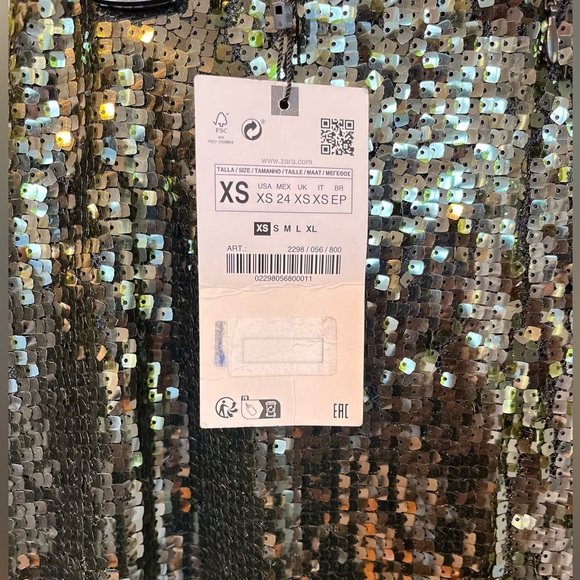 FSC
www.zara.com
TALLA / SIZE / TAMANHO / TAILLE / MAAT / ΜΕΓΕΘΟΣ
XS
USA MEX UK IT BR
XS 24 XS XS EP
XS S M L XL
ART.: 2298 / 056 / 800
02298056800011
EAC